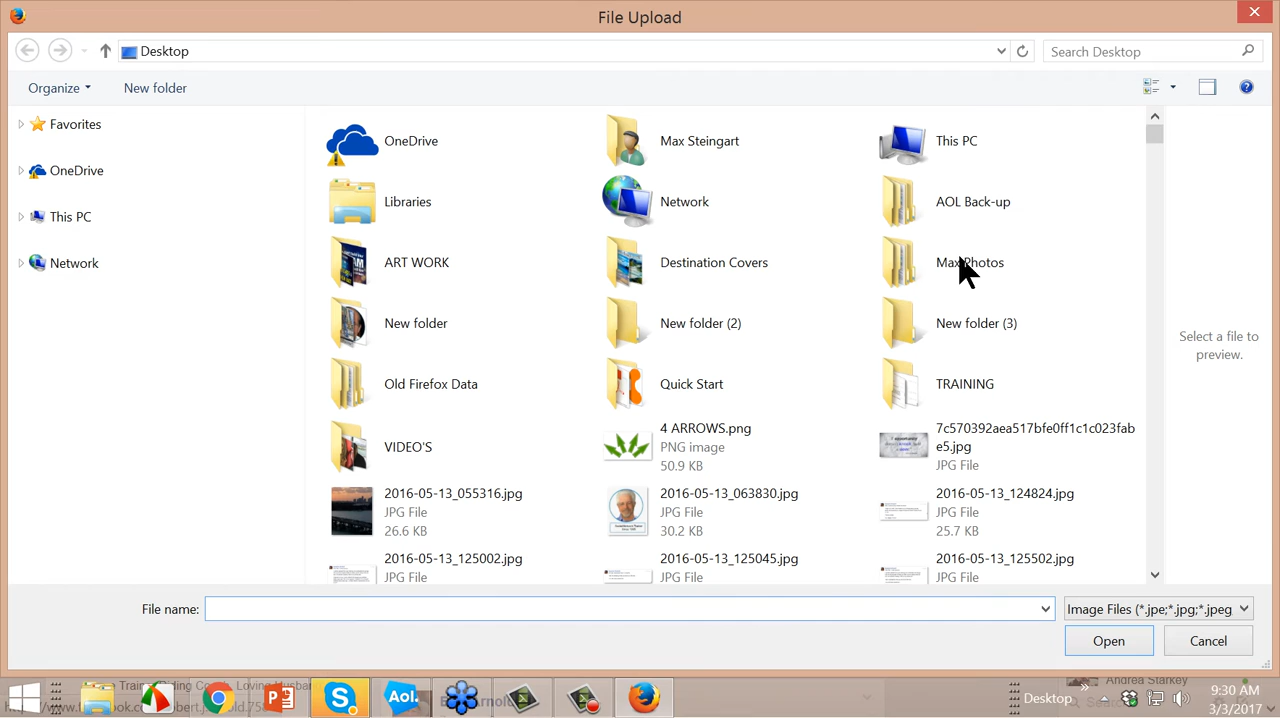 File Upload
Desktop
Search Desktop
Organize
New folder
Favorites
OneDrive
This PC
Network
OneDrive
Max Steingart
This PC
Libraries
Network
AOL Back-up
ART WORK
Destination Covers
Max Photos
New folder
New folder (2)
New folder (3)
Old Firefox Data
Quick Start
TRAINING
VIDEO'S
4 ARROWS.png
PNG image
50.9 KB
7c570392aea517bfe0ff1c1c023fab
e5.jpg
JPG File
2016-05-13_055316.jpg
JPG File
26.6 KB
2016-05-13_063830.jpg
JPG File
30.2 KB
2016-05-13_124824.jpg
JPG File
25.7 KB
2016-05-13_125002.jpg
JPG File
2016-05-13_125045.jpg
2016-05-13_125502.jpg
JPG File
Select a file to
preview.
File name:
Image Files (*.jpe;*.jpg;*.jpeg
Open
Cancel
Andrea Starkey
Aol.
Desktop
9:30 AM
3/3/2017